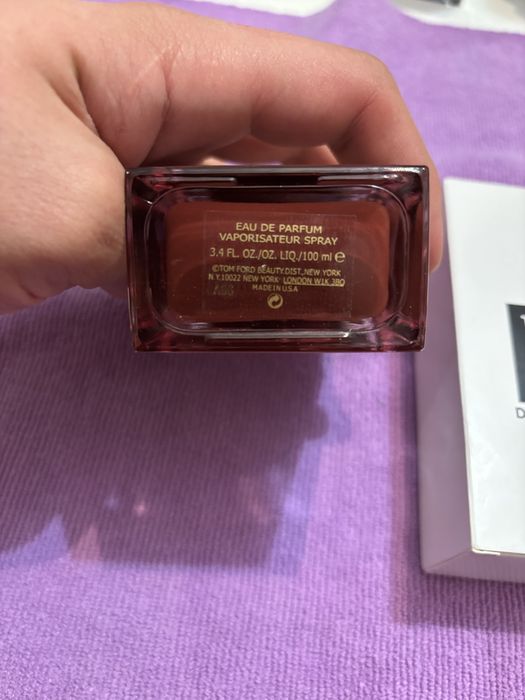 EAU DE PARFUM
VAPORISATEUR SPRAY
3.4 FL. OZ./OZ. LIQ./100 ml ℮
©TOM FORD BEAUTY.DIST.,NEW YORK
N.Y.10022 NEW YORK· LONDON W1K 3BQ
MADE IN U.S.A